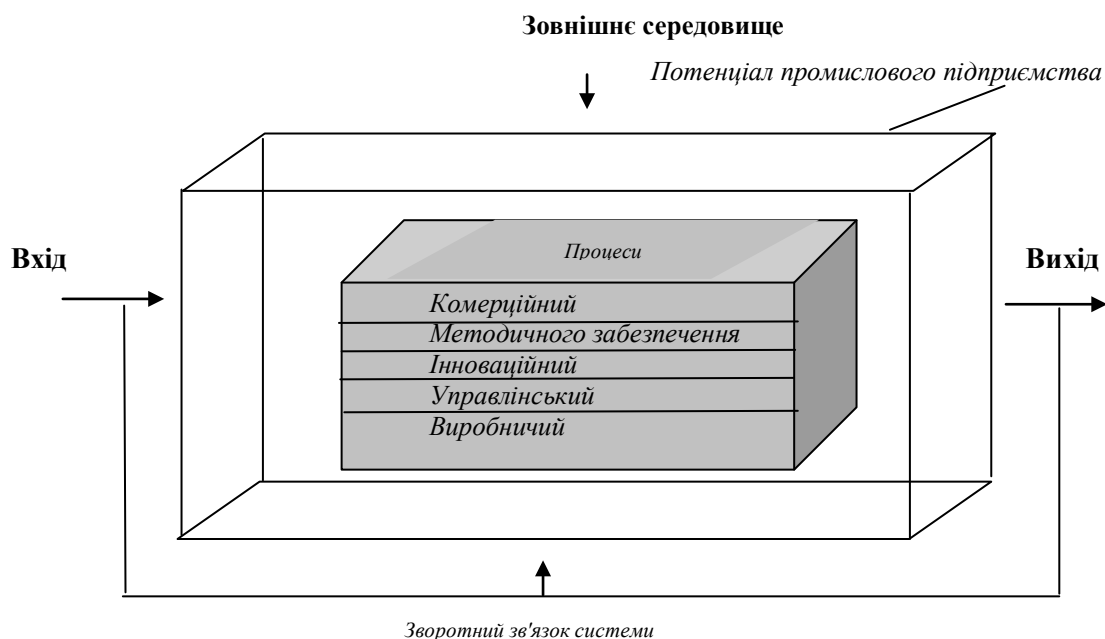 Зовнішнє середовище
Потенціал промислового підприємства
Вхід
Процеси
Вихід
Комерційний
Методичного забезпечення
Інноваційний
Управлінський
Виробничий
Зворотний зв'язок системи